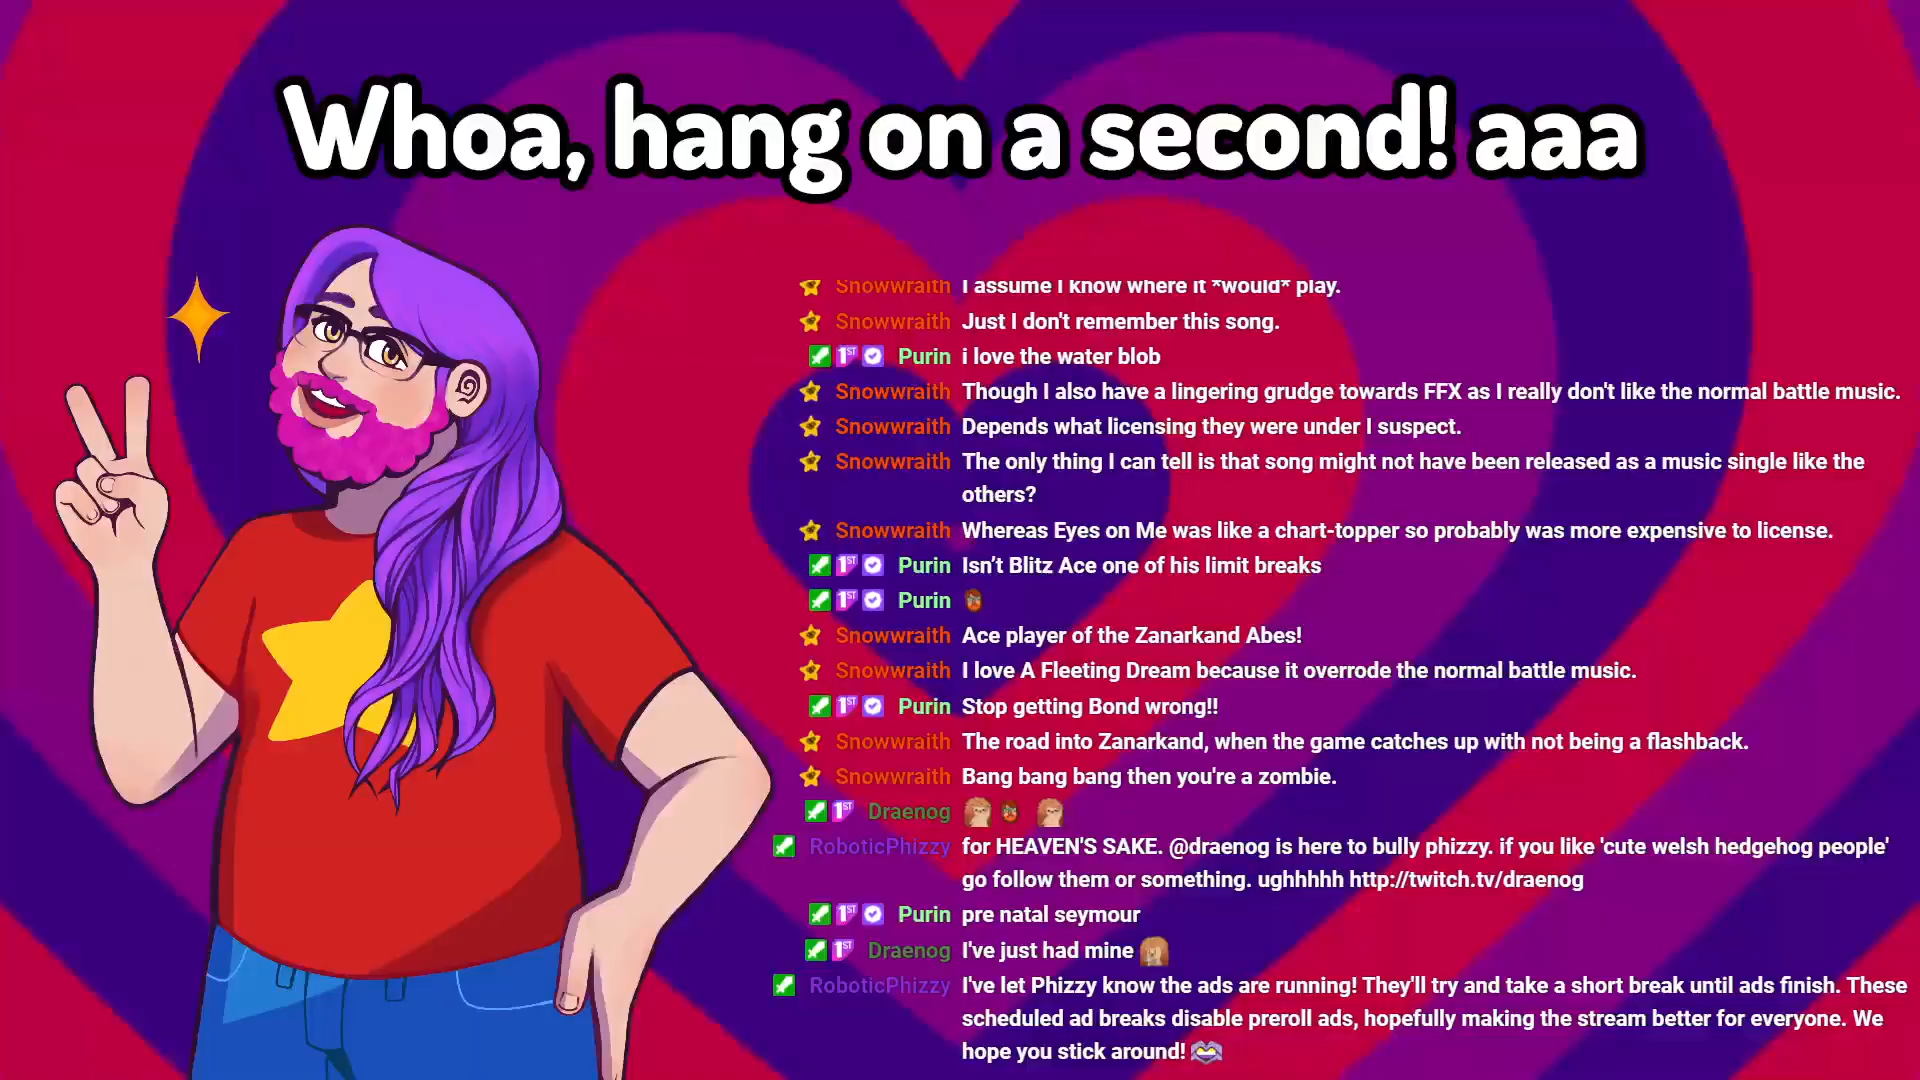 Whoa, hang on a second! aaa
Snowwraith I assume I know where it *would* play.
Snowwraith Just I don't remember this song.
1ST Purin i love the water blob
Snowwraith Though I also have a lingering grudge towards FFX as I really don't like the normal battle music.
Snowwraith Depends what licensing they were under I suspect.
Snowwraith The only thing I can tell is that song might not have been released as a music single like the
others?
Snowwraith Whereas Eyes on Me was like a chart-topper so probably was more expensive to license.
1ST Purin Isn’t Blitz Ace one of his limit breaks
1ST Purin
Snowwraith Ace player of the Zanarkand Abes!
Snowwraith I love A Fleeting Dream because it overrode the normal battle music.
1ST Purin Stop getting Bond wrong!!
Snowwraith The road into Zanarkand, when the game catches up with not being a flashback.
Snowwraith Bang bang bang then you're a zombie.
1ST Draenog
RoboticPhizzy for HEAVEN'S SAKE. @draenog is here to bully phizzy. if you like 'cute welsh hedgehog people'
go follow them or something. ughhhhh http://twitch.tv/draenog
1ST Purin pre natal seymour
1ST Draenog I've just had mine
RoboticPhizzy I've let Phizzy know the ads are running! They'll try and take a short break until ads finish. These
scheduled ad breaks disable preroll ads, hopefully making the stream better for everyone. We
hope you stick around!